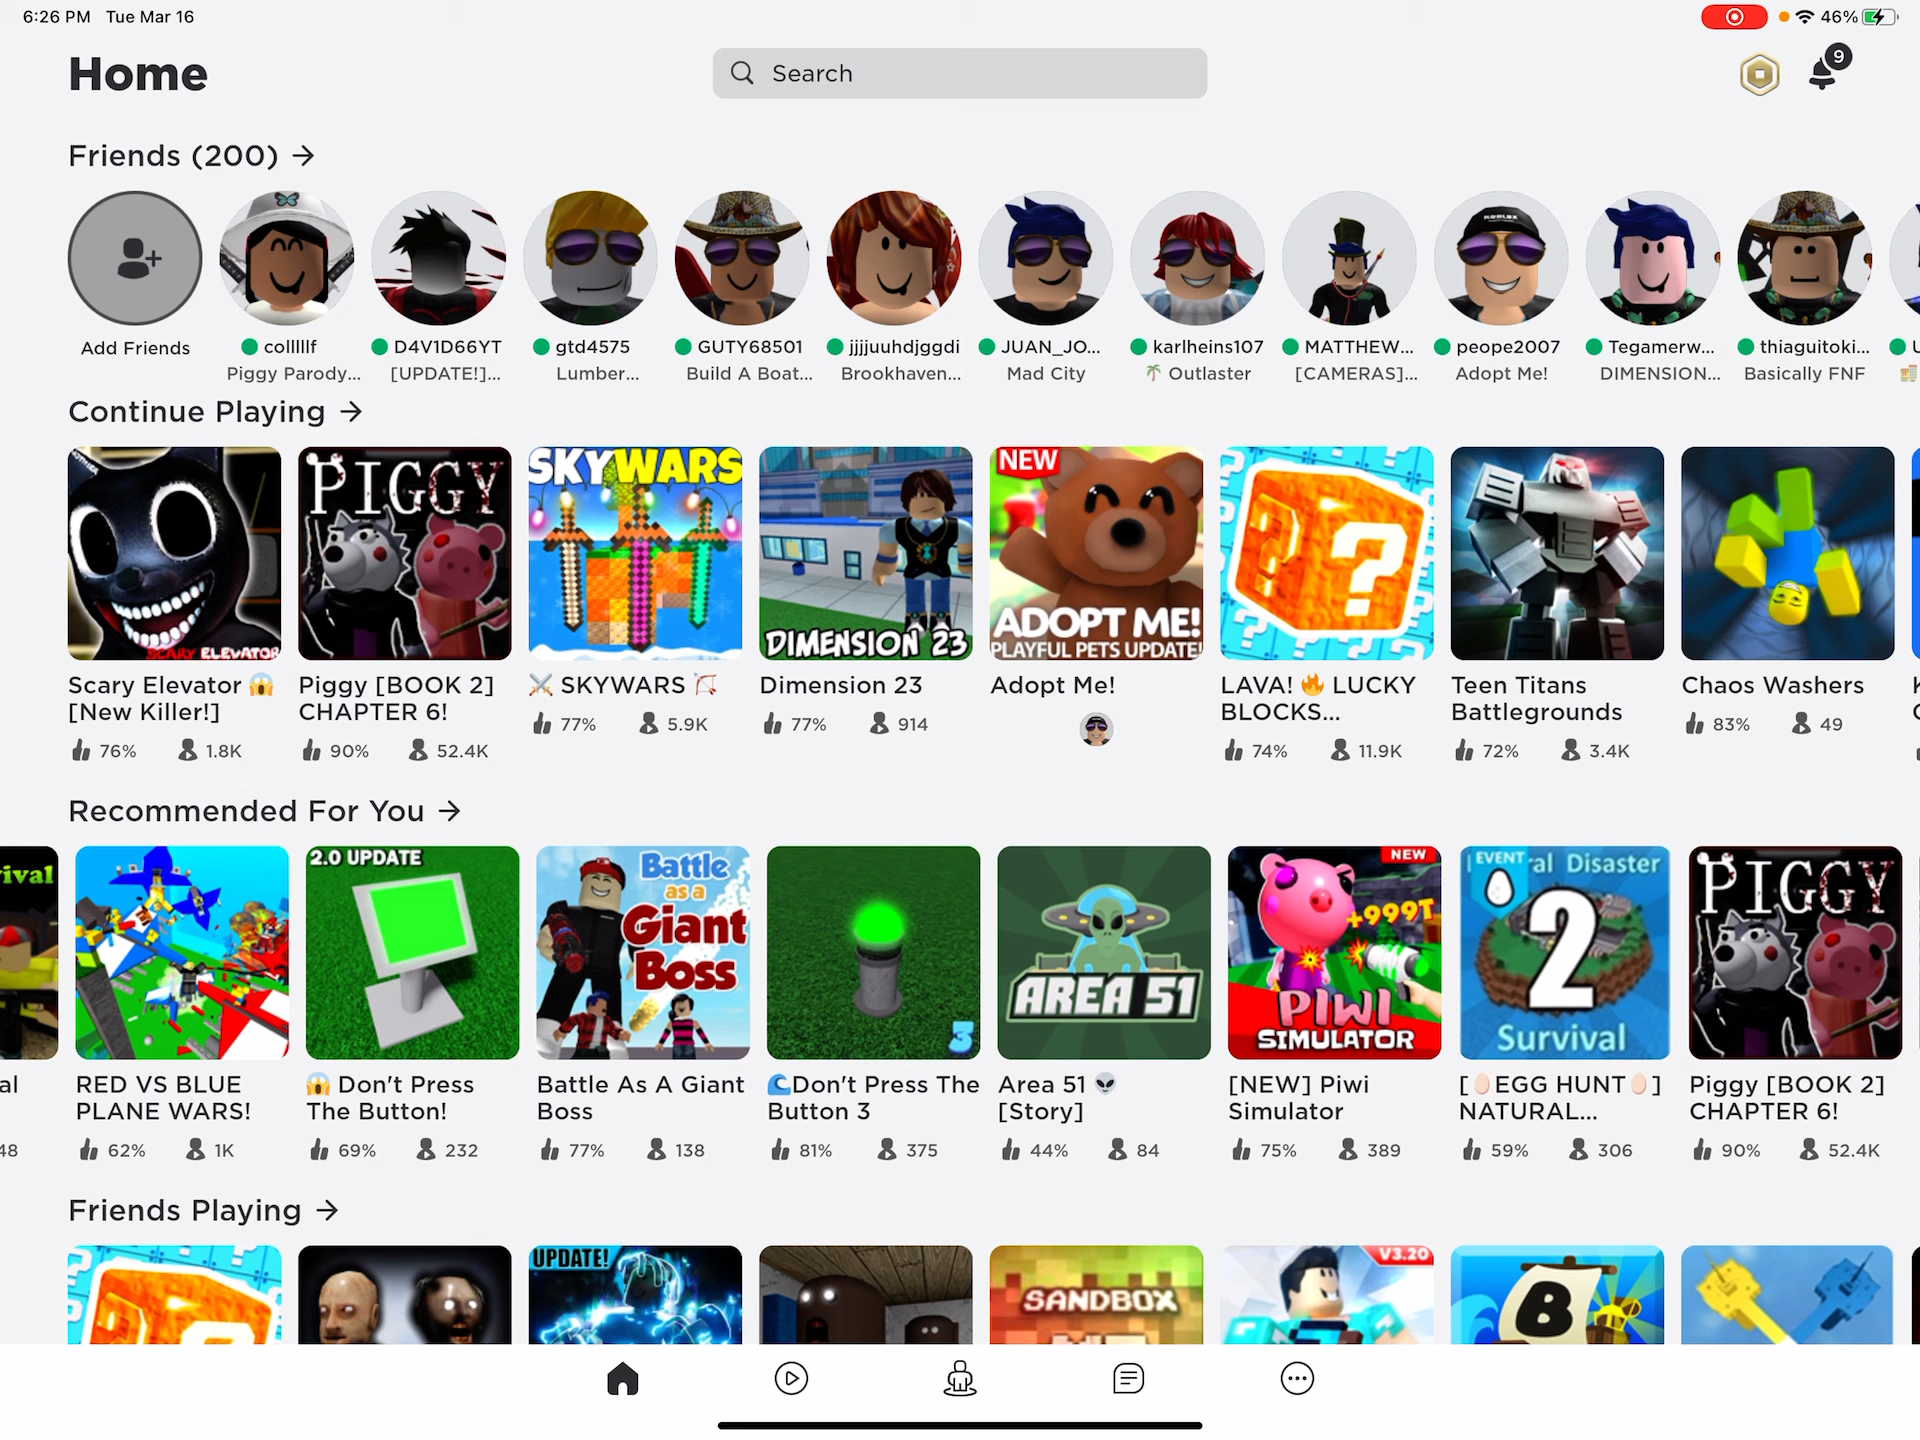 6:26 PM Tue Mar 16
46%
Home
Search
9
Friends (200) →
Add Friends
colllllf
Piggy Parody...
D4V1D66YT
[UPDATE!]...
gtd4575
Lumber...
GUTY68501
Build A Boat...
jjjjuuhdjggdi
Brookhaven...
JUAN_JO...
Mad City
karlheins107
🌴 Outlaster
MATTHEW...
[CAMERAS]...
peope2007
Adopt Me!
Tegamerw...
DIMENSION...
thiaguitoki...
Basically FNF
Continue Playing →
SCARY ELEVATOR
PIGGY
SKYWARS
DIMENSION 23
NEW
ADOPT ME!
PLAYFUL PETS UPDATE!
Scary Elevator 😱
[New Killer!]
76% 1.8K
Piggy [BOOK 2]
CHAPTER 6!
90% 52.4K
⚔️ SKYWARS 🏹
77% 5.9K
Dimension 23
77% 914
Adopt Me!
LAVA! 🔥 LUCKY
BLOCKS...
74% 11.9K
Teen Titans
Battlegrounds
72% 3.4K
Chaos Washers
83% 49
Recommended For You →
ival
2.0 UPDATE
Battle
as a
Giant
Boss
3
AREA 51
NEW
+999T
PIWI
SIMULATOR
EVENT
ral Disaster
2
Survival
PIGGY
al
48
RED VS BLUE
PLANE WARS!
62% 1K
😱 Don't Press
The Button!
69% 232
Battle As A Giant
Boss
77% 138
🌊Don't Press The
Button 3
81% 375
Area 51 👽
[Story]
44% 84
[NEW] Piwi
Simulator
75% 389
[🥚EGG HUNT🥚]
NATURAL...
59% 306
Piggy [BOOK 2]
CHAPTER 6!
90% 52.4K
Friends Playing →
UPDATE!
SANDBOX
V3.20
B